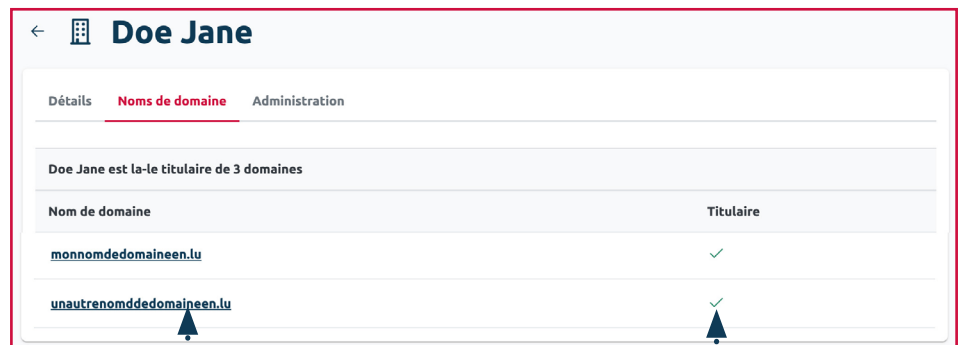 Doe Jane
Détails Noms de domaine Administration
Doe Jane est la-le titulaire de 3 domaines
Nom de domaine Titulaire
monnomdedomaineen.lu
unautrenomddedomaineen.lu